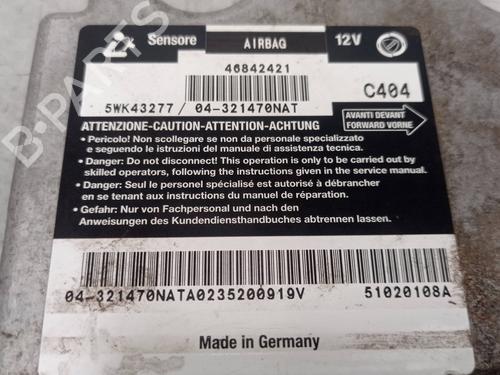 Sensore AIRBAG 12V
46842421
C404
5WK43277 / 04-321470NAT
AVANTI DEVANT
FORWARD VORNE
ATTENZIONE-CAUTION-ATTENTION-ACHTUNG
• Pericolo! Non scollegare se non da personale specializzato
e seguendo le istruzioni del manuale di assistenza tecnica.
• Danger: Do not disconnect! This operation is only to be carried out by
skilled operators, following the instructions given in the service manual.
• Danger: Seul le personel spécialisé est autorisé à débrancher
en se tenant aux instructions du manuel de réparation.
• Gefahr: Nur von Fachpersonal und nach den
Anweisungen des Kundendiensthandbuches abtrennen lassen.
04-321470NATA0235200919V 51020108A
Made in Germany
B-Parts